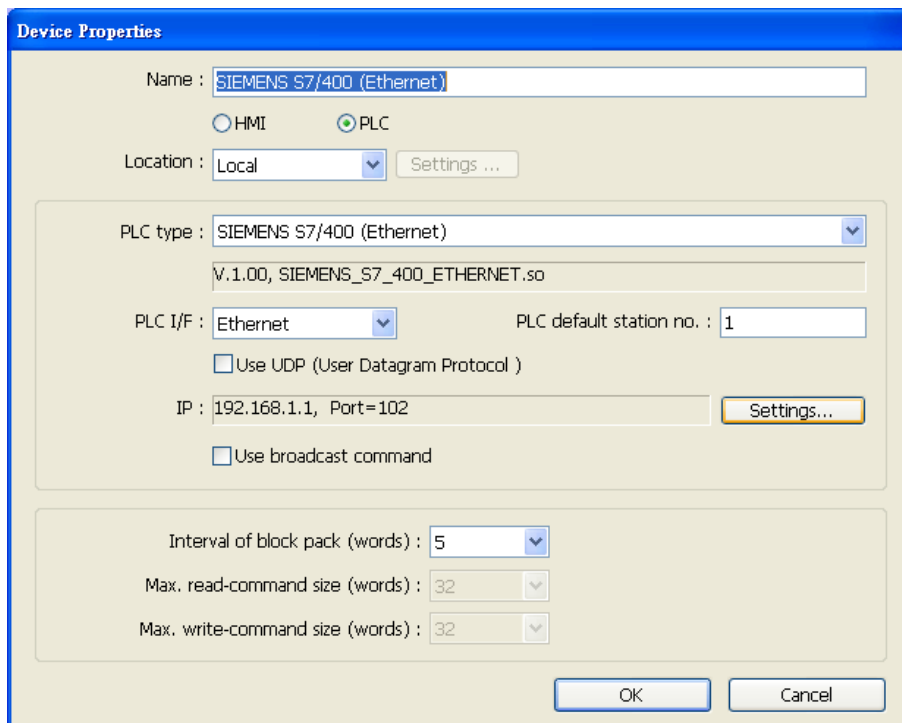 Device Properties
Name : SIEMENS S7/400 (Ethernet)
HMI PLC
Location : Local Settings ...
PLC type : SIEMENS S7/400 (Ethernet)
V.1.00, SIEMENS_S7_400_ETHERNET.so
PLC I/F : Ethernet PLC default station no. : 1
Use UDP (User Datagram Protocol )
IP : 192.168.1.1, Port=102 Settings...
Use broadcast command
Interval of block pack (words) : 5
Max. read-command size (words) : 32
Max. write-command size (words) : 32
OK Cancel